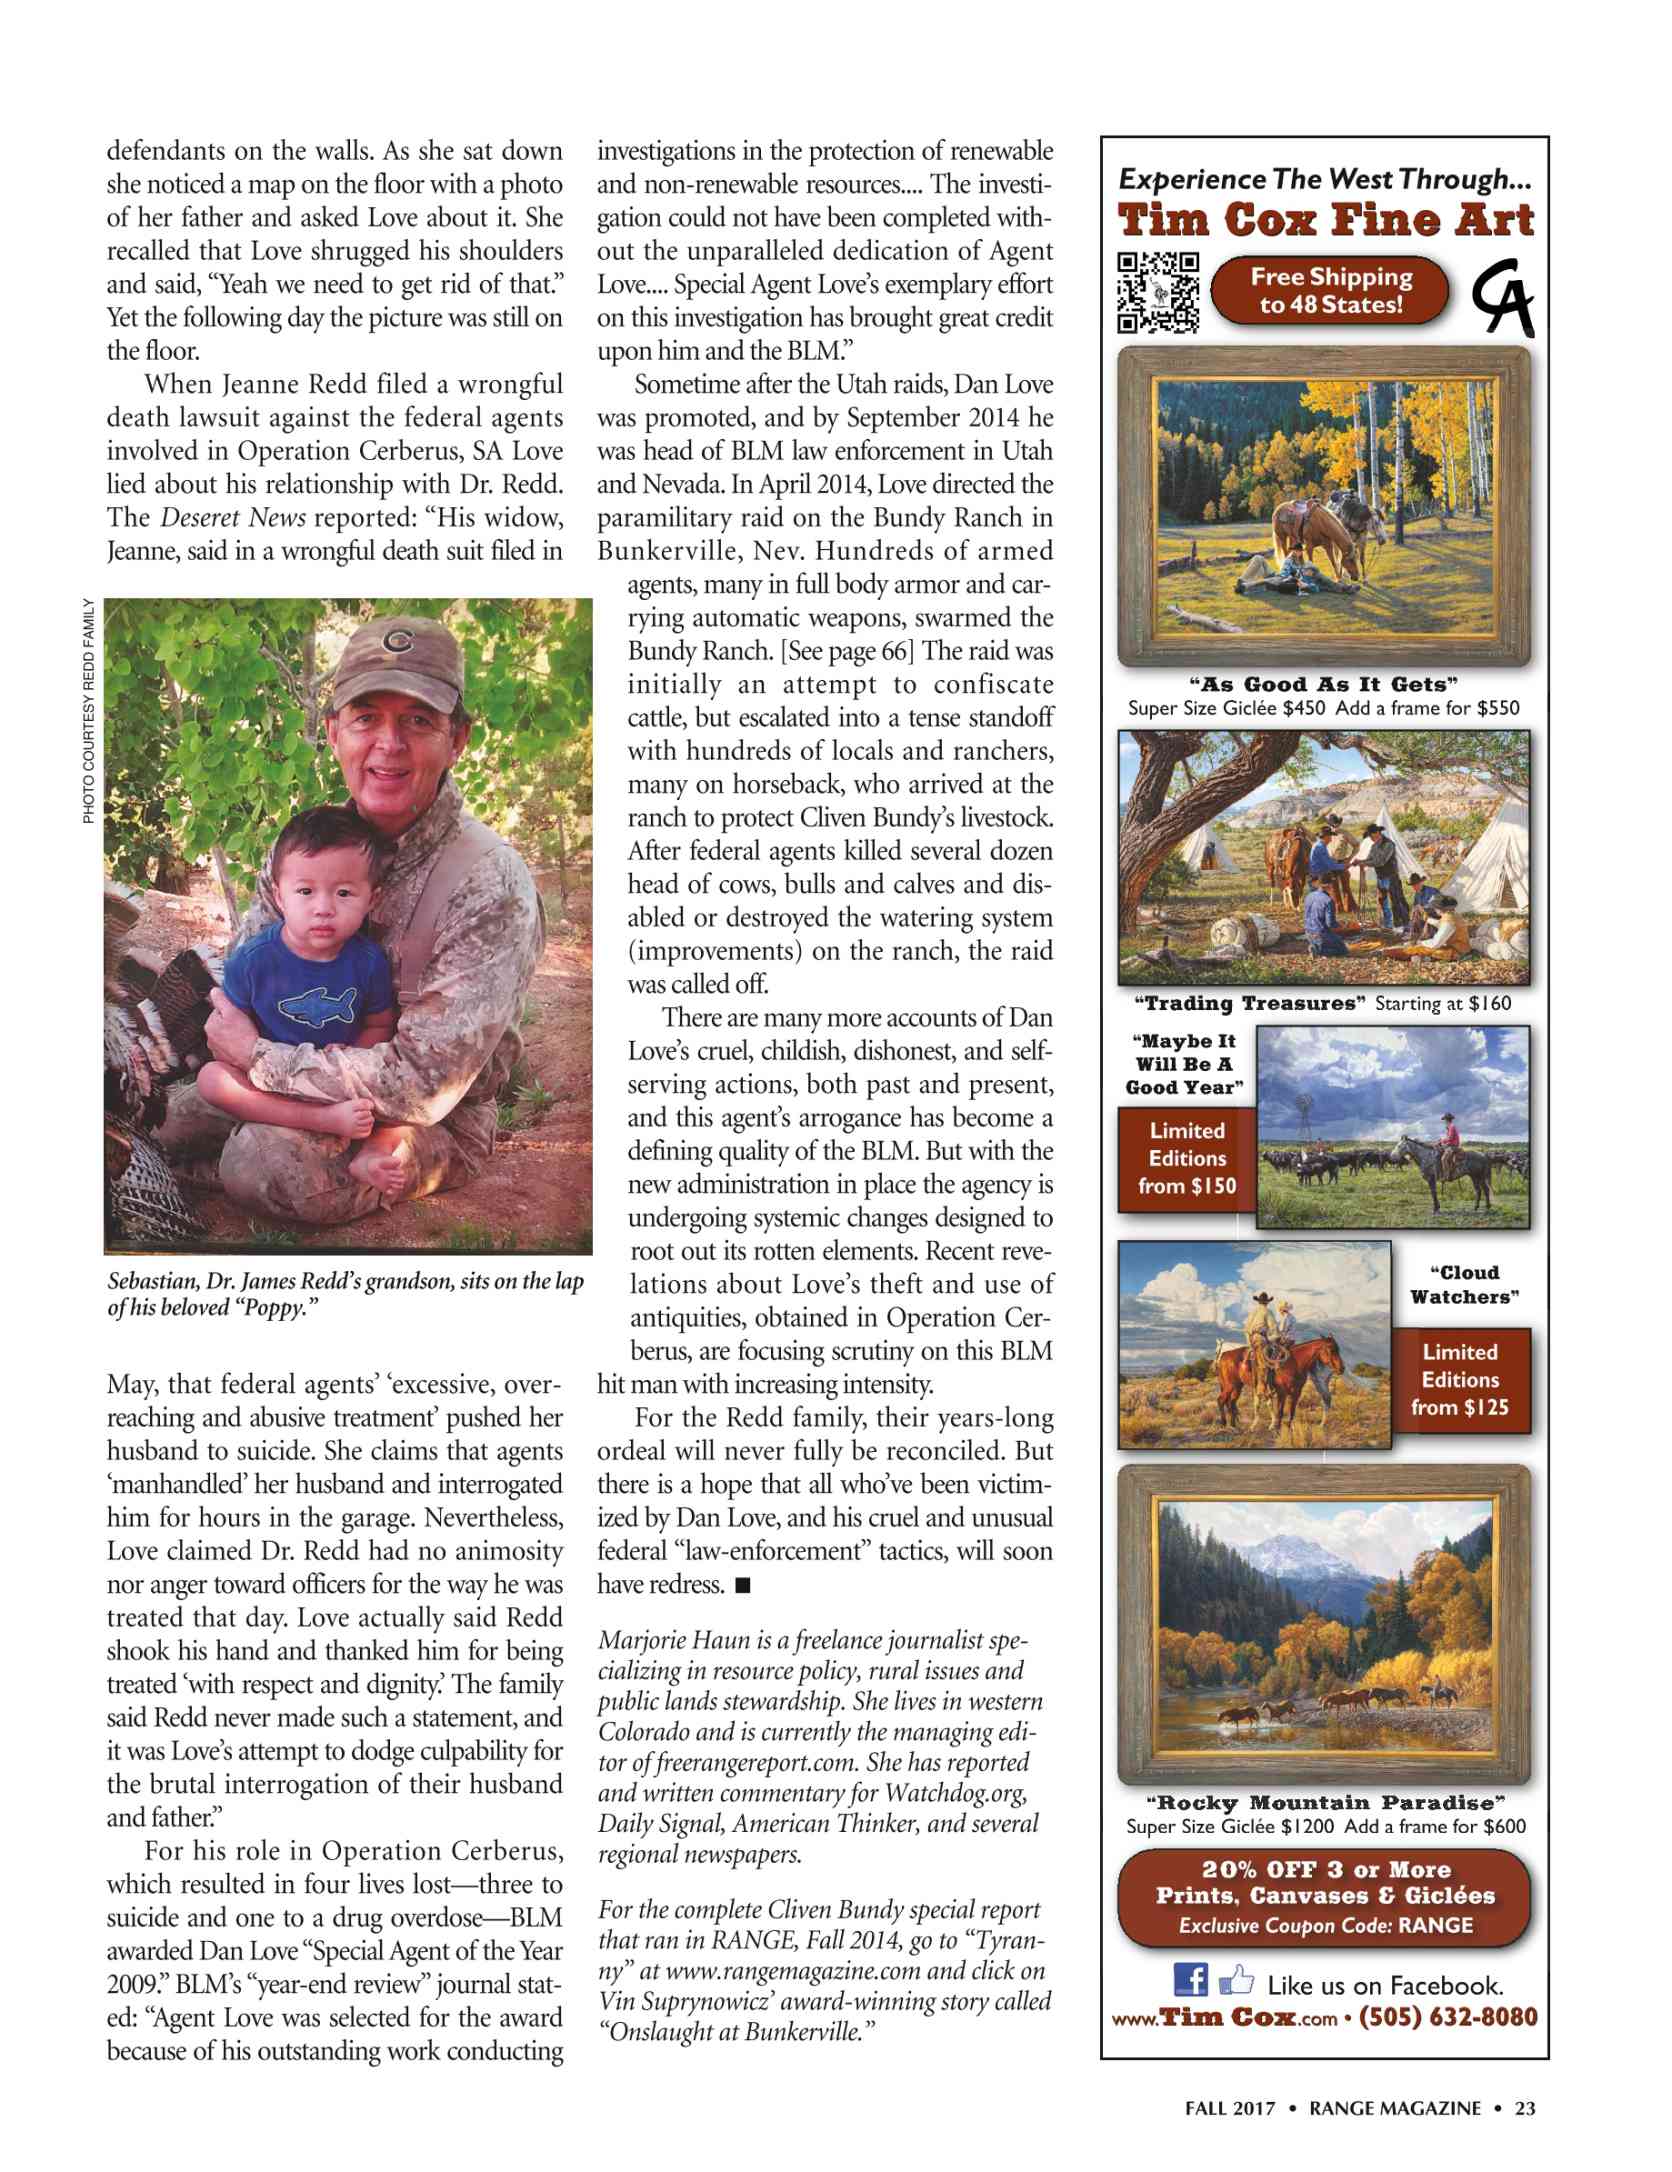 defendants on the walls. As she sat down
she noticed a map on the floor with a photo
of her father and asked Love about it. She
recalled that Love shrugged his shoulders
and said, “Yeah we need to get rid of that.”
Yet the following day the picture was still on
the floor.
When Jeanne Redd filed a wrongful
death lawsuit against the federal agents
involved in Operation Cerberus, SA Love
lied about his relationship with Dr. Redd.
The Deseret News reported: “His widow,
Jeanne, said in a wrongful death suit filed in
PHOTO COURTESY REDD FAMILY
C
Sebastian, Dr. James Redd’s grandson, sits on the lap
of his beloved “Poppy.”
May, that federal agents’ ‘excessive, over-
reaching and abusive treatment’ pushed her
husband to suicide. She claims that agents
‘manhandled’ her husband and interrogated
him for hours in the garage. Nevertheless,
Love claimed Dr. Redd had no animosity
nor anger toward officers for the way he was
treated that day. Love actually said Redd
shook his hand and thanked him for being
treated ‘with respect and dignity.’ The family
said Redd never made such a statement, and
it was Love’s attempt to dodge culpability for
the brutal interrogation of their husband
and father.”
For his role in Operation Cerberus,
which resulted in four lives lost—three to
suicide and one to a drug overdose—BLM
awarded Dan Love “Special Agent of the Year
2009.” BLM’s “year-end review” journal stat-
ed: “Agent Love was selected for the award
because of his outstanding work conducting
investigations in the protection of renewable
and non-renewable resources.... The investi-
gation could not have been completed with-
out the unparalleled dedication of Agent
Love.... Special Agent Love’s exemplary effort
on this investigation has brought great credit
upon him and the BLM.”
Sometime after the Utah raids, Dan Love
was promoted, and by September 2014 he
was head of BLM law enforcement in Utah
and Nevada. In April 2014, Love directed the
paramilitary raid on the Bundy Ranch in
Bunkerville, Nev. Hundreds of armed
agents, many in full body armor and car-
rying automatic weapons, swarmed the
Bundy Ranch. [See page 66] The raid was
initially an attempt to confiscate
cattle, but escalated into a tense standoff
with hundreds of locals and ranchers,
many on horseback, who arrived at the
ranch to protect Cliven Bundy’s livestock.
After federal agents killed several dozen
head of cows, bulls and calves and dis-
abled or destroyed the watering system
(improvements) on the ranch, the raid
was called off.
There are many more accounts of Dan
Love’s cruel, childish, dishonest, and self-
serving actions, both past and present,
and this agent’s arrogance has become a
defining quality of the BLM. But with the
new administration in place the agency is
undergoing systemic changes designed to
root out its rotten elements. Recent reve-
lations about Love’s theft and use of
antiquities, obtained in Operation Cer-
berus, are focusing scrutiny on this BLM
hit man with increasing intensity.
For the Redd family, their years-long
ordeal will never fully be reconciled. But
there is a hope that all who’ve been victim-
ized by Dan Love, and his cruel and unusual
federal “law-enforcement” tactics, will soon
have redress. ■
Marjorie Haun is a freelance journalist spe-
cializing in resource policy, rural issues and
public lands stewardship. She lives in western
Colorado and is currently the managing edi-
tor of freerangereport.com. She has reported
and written commentary for Watchdog.org,
Daily Signal, American Thinker, and several
regional newspapers.
For the complete Cliven Bundy special report
that ran in RANGE, Fall 2014, go to “Tyran-
ny” at www.rangemagazine.com and click on
Vin Suprynowicz’ award-winning story called
“Onslaught at Bunkerville.”
Experience The West Through...
Tim Cox Fine Art
Free Shipping
to 48 States!
“As Good As It Gets”
Super Size Giclée $450 Add a frame for $550
“Trading Treasures” Starting at $160
“Maybe It
Will Be A
Good Year”
Limited
Editions
from $150
“Cloud
Watchers”
Limited
Editions
from $125
“Rocky Mountain Paradise”
Super Size Giclée $1200 Add a frame for $600
20% OFF 3 or More
Prints, Canvases & Giclées
Exclusive Coupon Code: RANGE
f Like us on Facebook.
www.Tim Cox.com • (505) 632-8080
FALL 2017 • RANGE MAGAZINE • 23